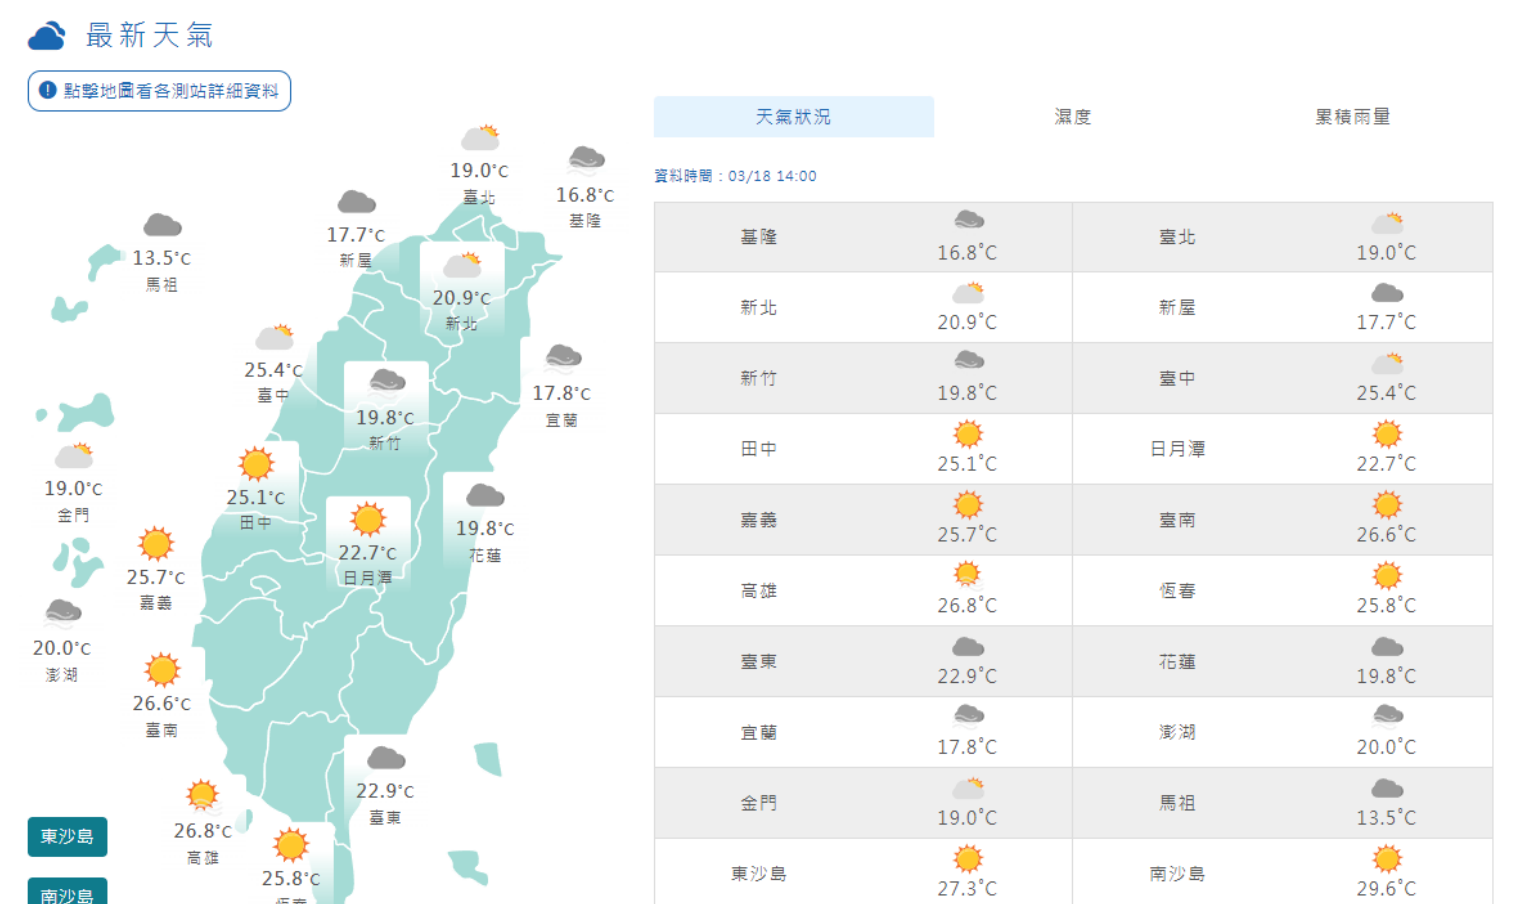 最新天氣
點擊地圖看各測站詳細資料
天氣狀況 濕度 累積雨量
資料時間：03/18 14:00
19.0°C
臺北
16.8°C
基隆
17.7°C
新屋
13.5°C
馬祖
20.9°C
新北
25.4°C
臺中
17.8°C
宜蘭
19.8°C
新竹
19.0°C
金門
25.1°C
田中
22.7°C
日月潭
19.8°C
花蓮
25.7°C
嘉義
20.0°C
澎湖
26.6°C
臺南
22.9°C
臺東
26.8°C
高雄
25.8°C
恆春
東沙島
南沙島
基隆 16.8°C 臺北 19.0°C
新北 20.9°C 新屋 17.7°C
新竹 19.8°C 臺中 25.4°C
田中 25.1°C 日月潭 22.7°C
嘉義 25.7°C 臺南 26.6°C
高雄 26.8°C 恆春 25.8°C
臺東 22.9°C 花蓮 19.8°C
宜蘭 17.8°C 澎湖 20.0°C
金門 19.0°C 馬祖 13.5°C
東沙島 27.3°C 南沙島 29.6°C